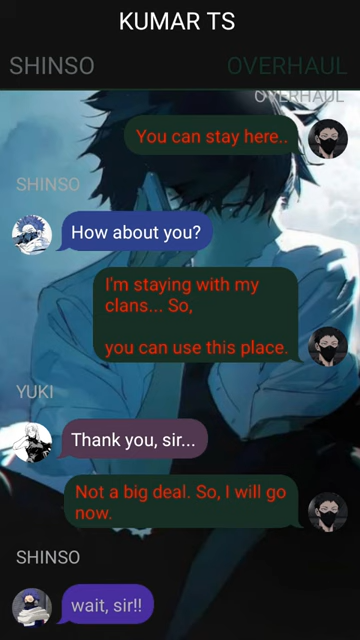 KUMAR TS
SHINSO
OVERHAUL
OVERHAUL
You can stay here..
SHINSO
How about you?
I'm staying with my
clans... So,
you can use this place.
YUKI
Thank you, sir...
Not a big deal. So, I will go
now.
SHINSO
wait, sir!!